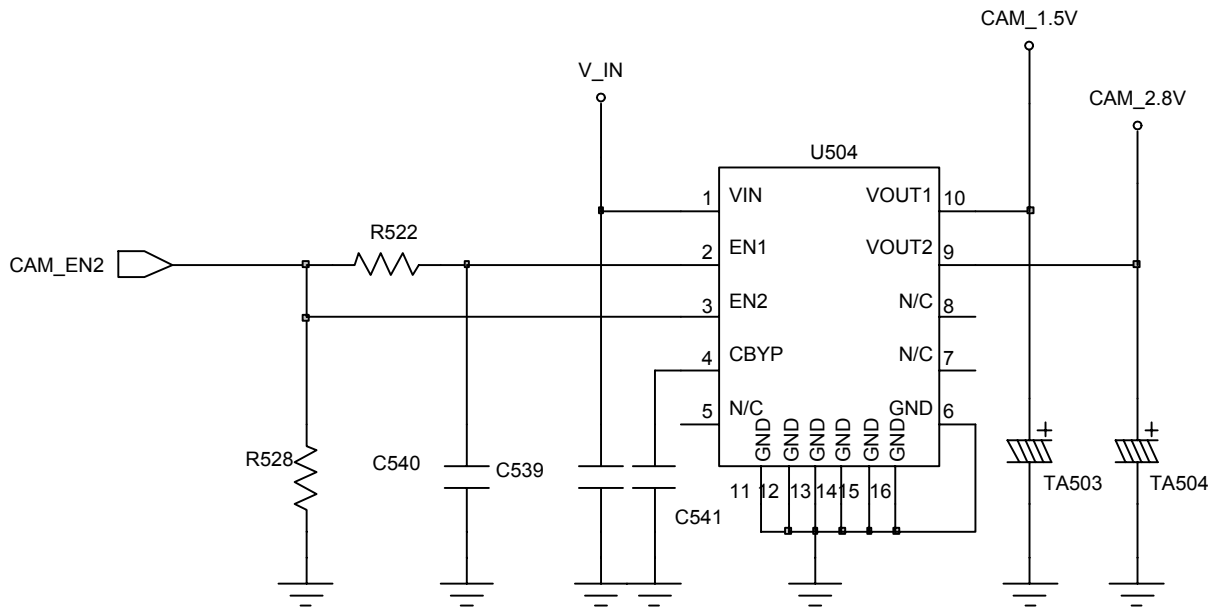 CAM_1.5V
V_IN
CAM_2.8V
U504
1 VIN VOUT1 10
R522
CAM_EN2
2 EN1 VOUT2 9
3 EN2 N/C 8
4 CBYP N/C 7
5 N/C GND 6
GND GND GND GND GND GND
R528
C540
C539
+
+
TA503
TA504
11 12 13 14 15 16
C541